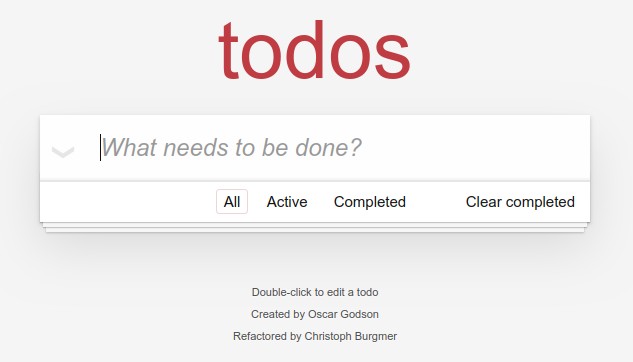 todos
What needs to be done?
All Active Completed Clear completed
Double-click to edit a todo
Created by Oscar Godson
Refactored by Christoph Burgmer